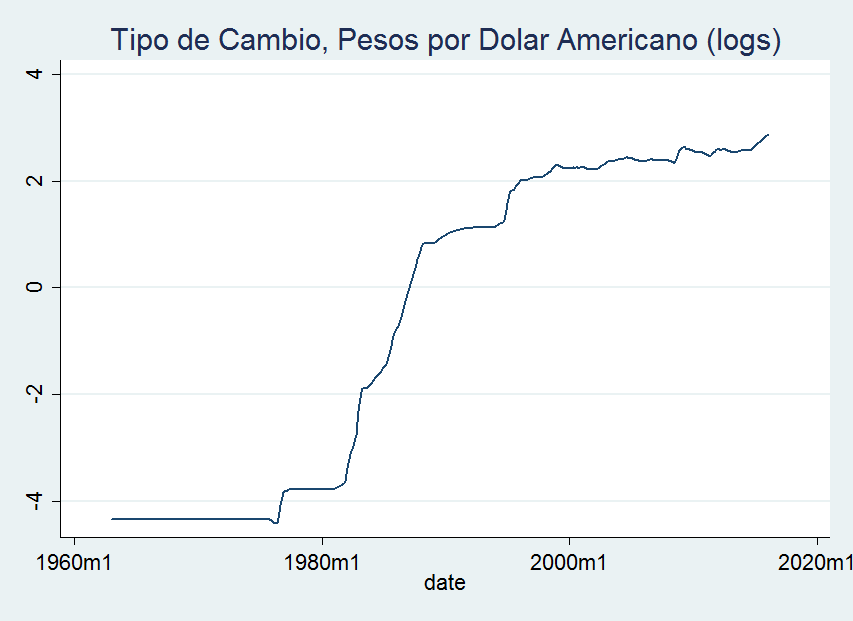 Tipo de Cambio, Pesos por Dolar Americano (logs)
4
2
0
-2
-4
1960m1 1980m1 2000m1 2020m1
date